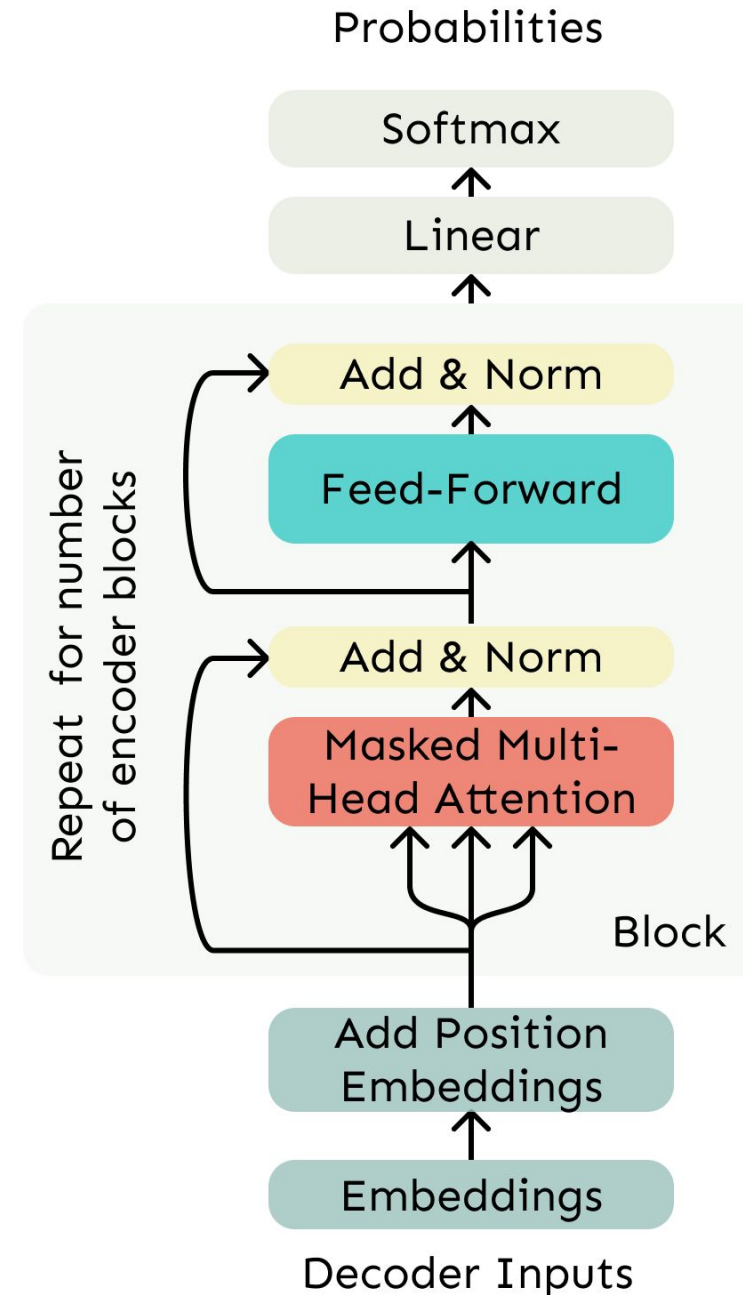 Probabilities
Softmax
Linear
Add & Norm
Feed-Forward
Repeat for number
of encoder blocks
Add & Norm
Masked Multi-
Head Attention
Block
Add Position
Embeddings
Embeddings
Decoder Inputs